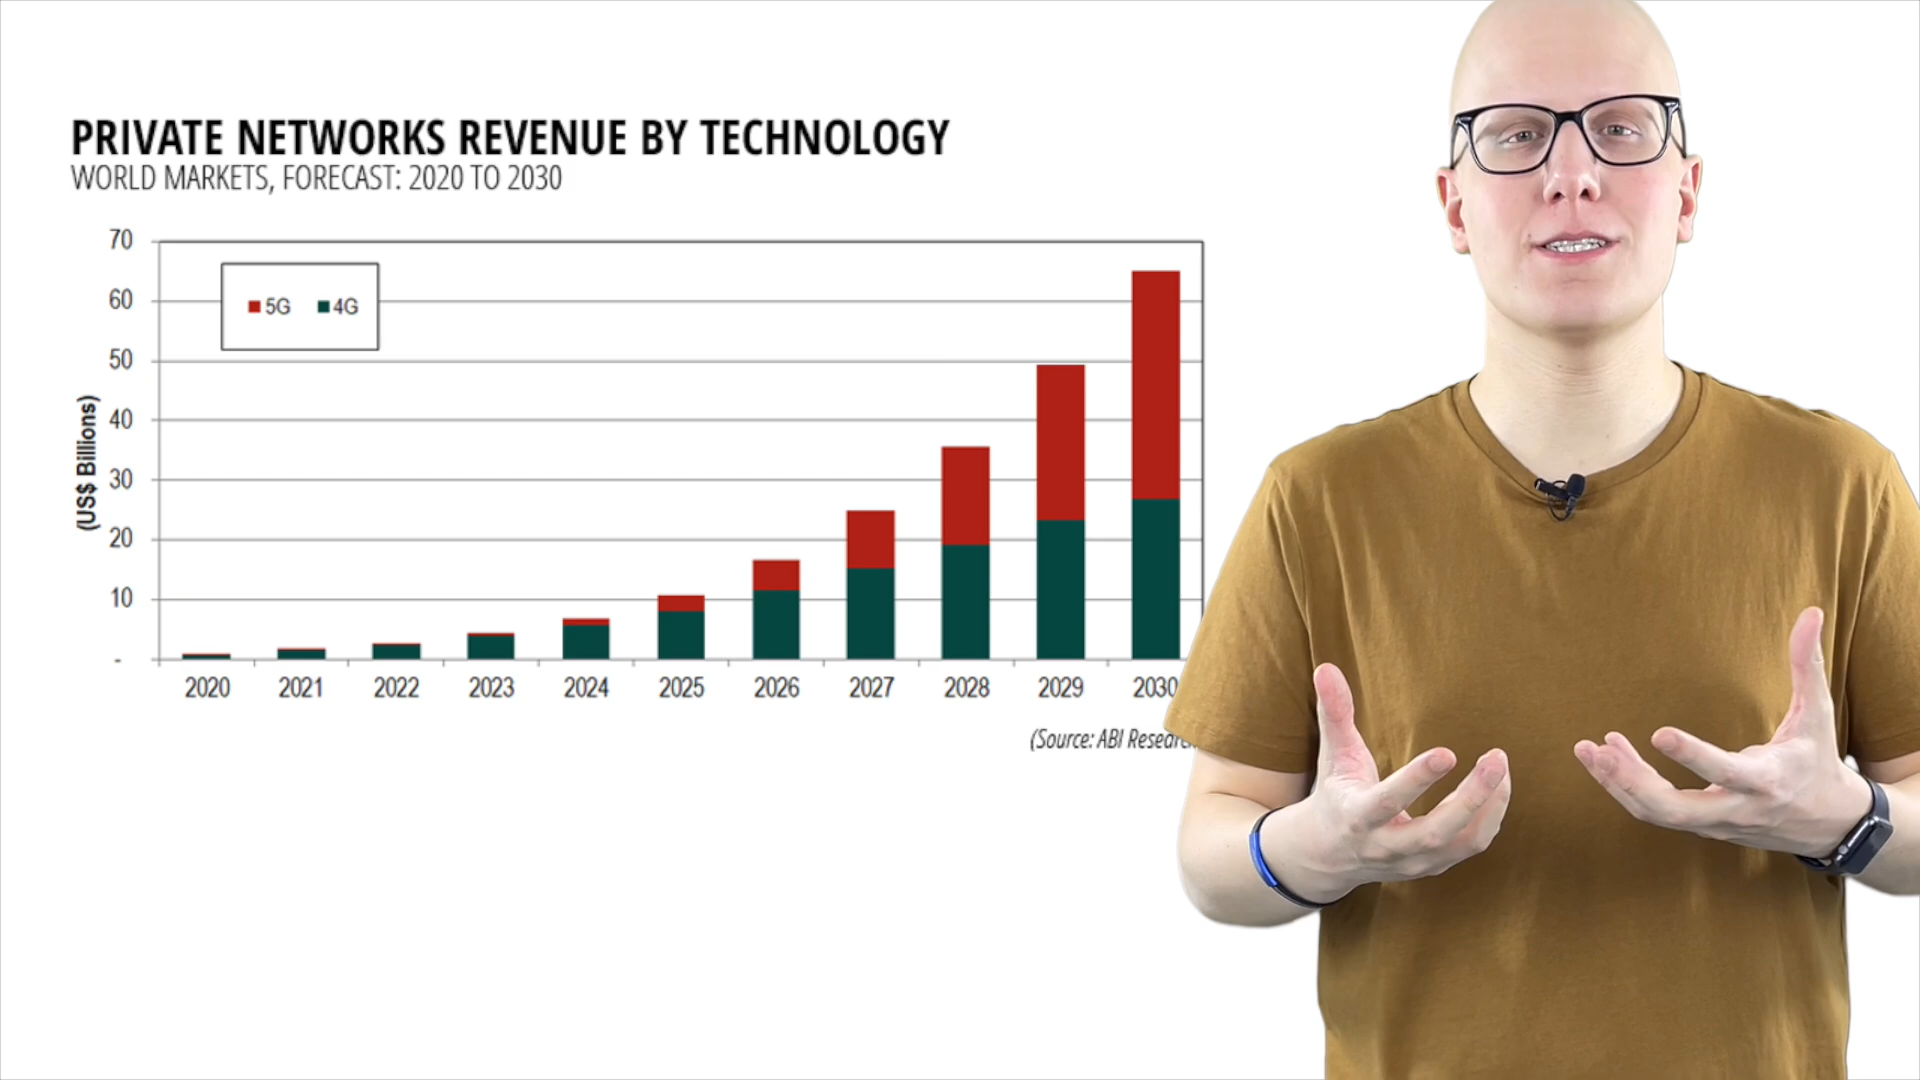 PRIVATE NETWORKS REVENUE BY TECHNOLOGY
WORLD MARKETS, FORECAST: 2020 TO 2030
70
5G 4G
60
50
40
30
20
10
-
(US$ Billions)
2020 2021 2022 2023 2024 2025 2026 2027 2028 2029 2030
(Source: ABI Research